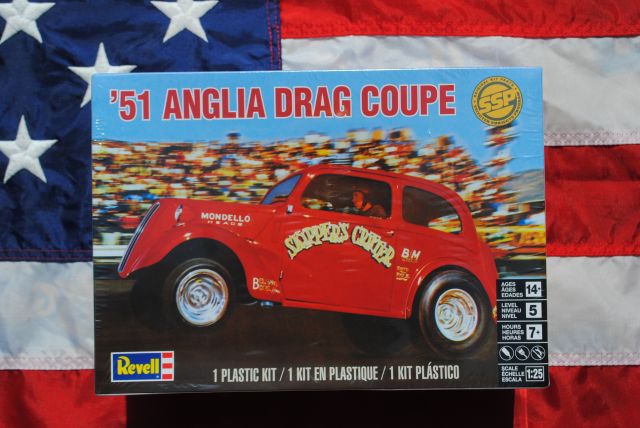 '51 ANGLIA DRAG COUPE
SSP
MONDELLO
HEADS
SKIPPER'S CRITTER
B&M
AGES
ÂGES
EDADES
14+
LEVEL
NIVEAU
NIVEL
5
HOURS
HEURES
HORAS
7+
SCALE
ÉCHELLE
ESCALA
1:25
Revell
1 PLASTIC KIT / 1 KIT EN PLASTIQUE / 1 KIT PLÁSTICO